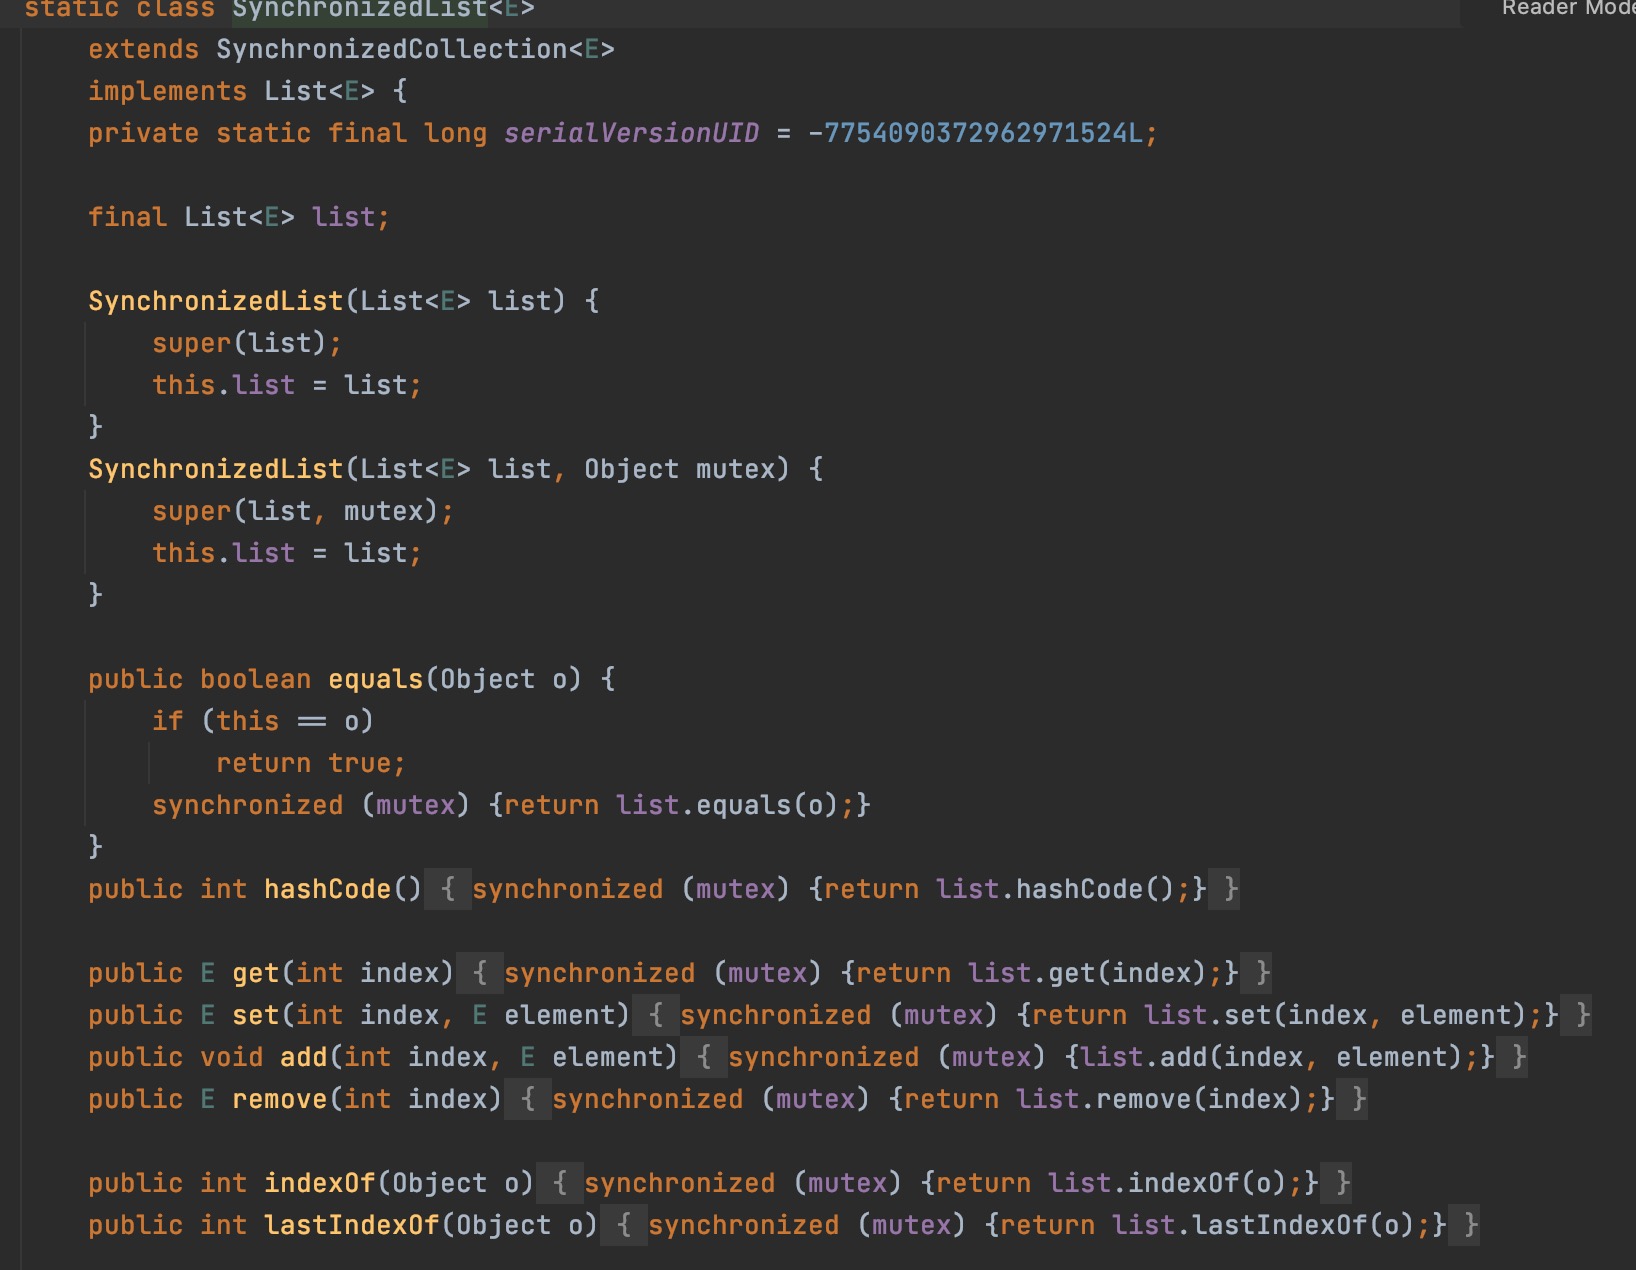 static class SynchronizedList<E>
Reader Mode
extends SynchronizedCollection<E>
implements List<E> {
private static final long serialVersionUID = -7754090372962971524L;
final List<E> list;
SynchronizedList(List<E> list) {
super(list);
this.list = list;
}
SynchronizedList(List<E> list, Object mutex) {
super(list, mutex);
this.list = list;
}
public boolean equals(Object o) {
if (this == o)
return true;
synchronized (mutex) {return list.equals(o);}
}
public int hashCode() { synchronized (mutex) {return list.hashCode();} }
public E get(int index) { synchronized (mutex) {return list.get(index);} }
public E set(int index, E element) { synchronized (mutex) {return list.set(index, element);} }
public void add(int index, E element) { synchronized (mutex) {list.add(index, element);} }
public E remove(int index) { synchronized (mutex) {return list.remove(index);} }
public int indexOf(Object o) { synchronized (mutex) {return list.indexOf(o);} }
public int lastIndexOf(Object o) { synchronized (mutex) {return list.lastIndexOf(o);} }